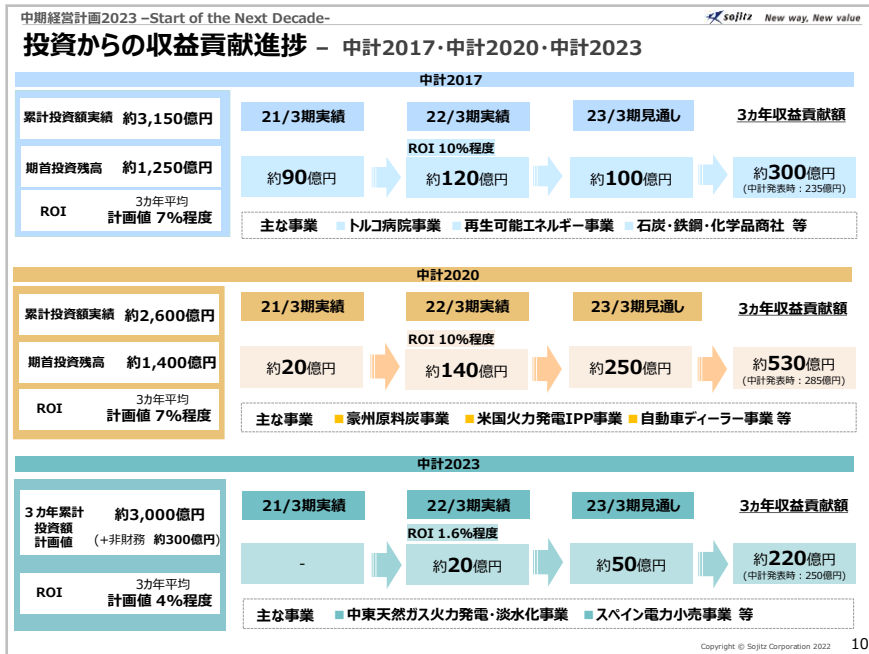 中期経営計画2023 –Start of the Next Decade-
sojitz New way, New value
投資からの収益貢献進捗 – 中計2017・中計2020・中計2023
中計2017
累計投資額実績 約3,150億円
期首投資残高 約1,250億円
ROI 3カ年平均
計画値 7%程度
21/3期実績 22/3期実績 23/3期見通し 3ヵ年収益貢献額
ROI 10%程度
約90億円 約120億円 約100億円 約300億円
(中計発表時：235億円)
主な事業 ■トルコ病院事業 ■再生可能エネルギー事業 ■石炭・鉄鋼・化学品商社 等
中計2020
累計投資額実績 約2,600億円
期首投資残高 約1,400億円
ROI 3カ年平均
計画値 7%程度
21/3期実績 22/3期実績 23/3期見通し 3ヵ年収益貢献額
ROI 10%程度
約20億円 約140億円 約250億円 約530億円
(中計発表時：285億円)
主な事業 ■豪州原料炭事業 ■米国火力発電IPP事業 ■自動車ディーラー事業 等
中計2023
３カ年累計
投資額
計画値
約3,000億円
(+非財務 約300億円)
ROI 3カ年平均
計画値 4%程度
21/3期実績 22/3期実績 23/3期見通し 3ヵ年収益貢献額
ROI 1.6%程度
- 約20億円 約50億円 約220億円
(中計発表時：250億円)
主な事業 ■中東天然ガス火力発電・淡水化事業 ■スペイン電力小売事業 等
Copyright © Sojitz Corporation 2022 10